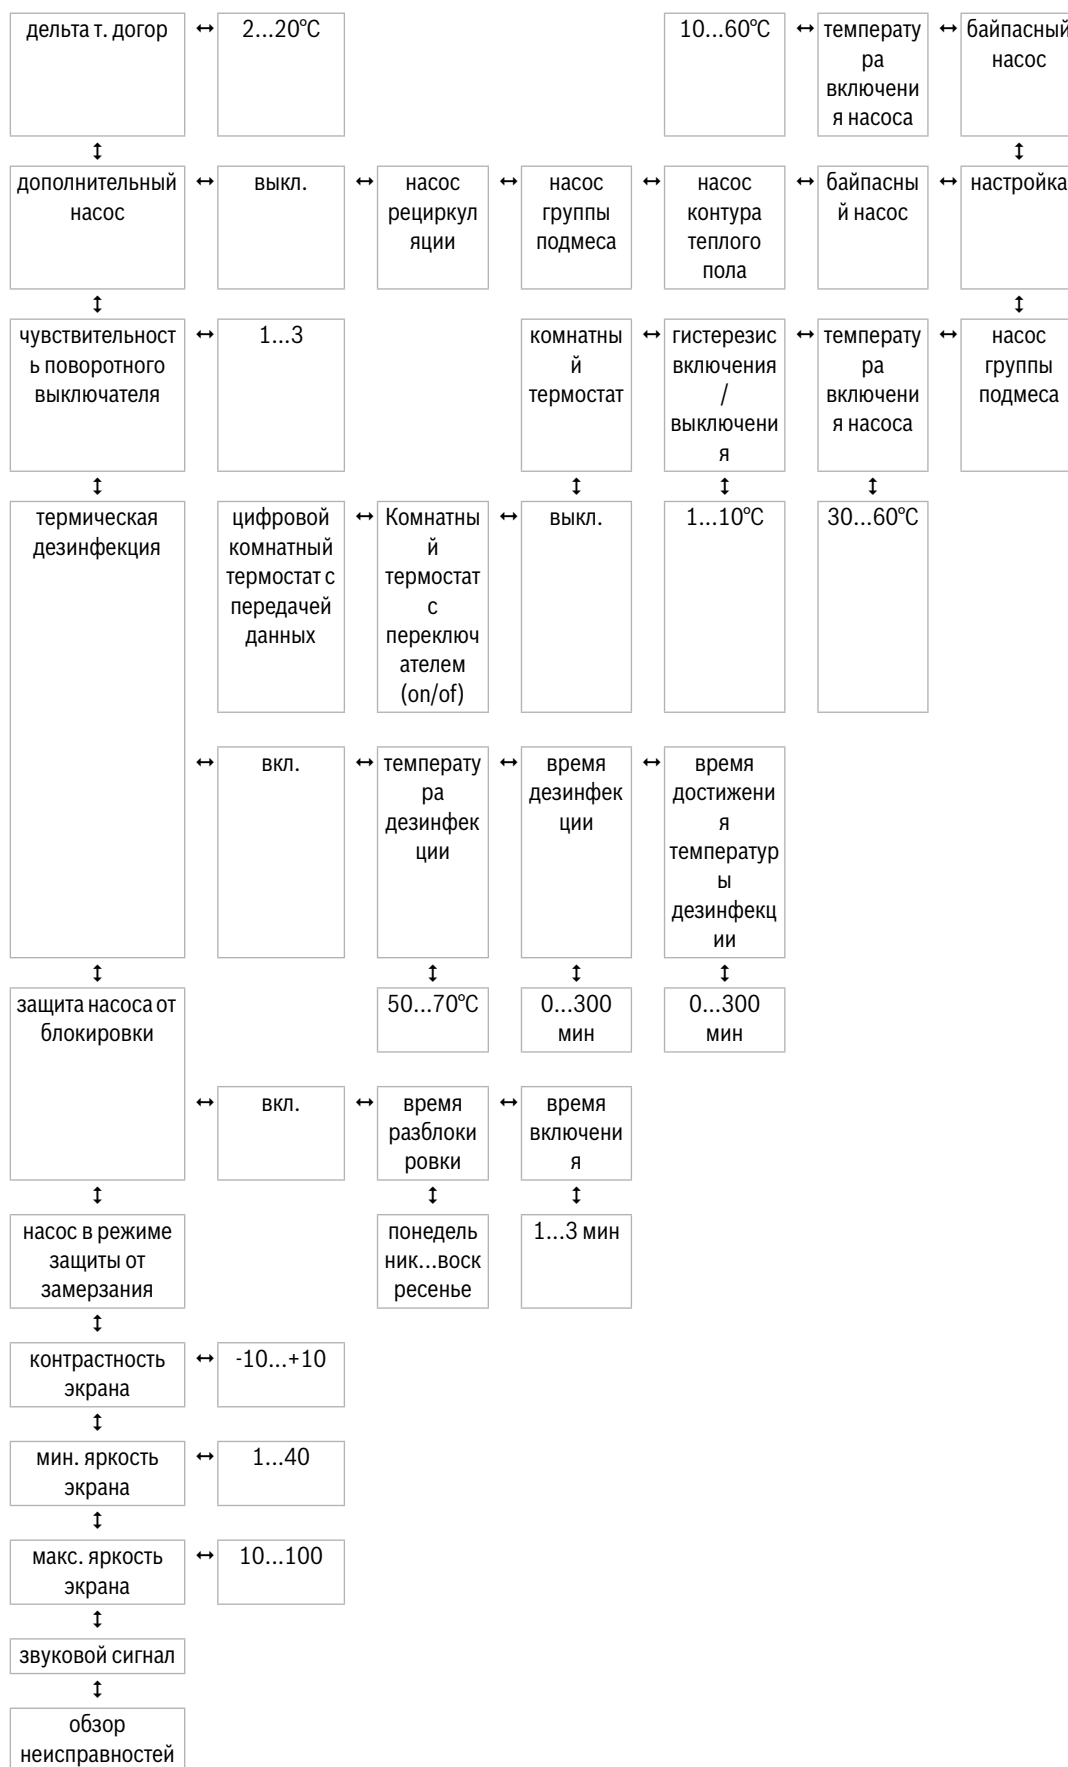 дельта т. догор ↔ 2...20°C 10...60°C ↔ температу ↔ байпасный
ра насос
включени
я насоса
↕ ↕
дополнительный ↔ выкл. ↔ насос ↔ насос ↔ насос ↔ байпасны ↔ настройка
насос рециркул группы контура й насос
яции подмеса теплого
пола
↕ ↕
чувствительност ↔ 1...3 комнатны ↔ гистерезис ↔ температу ↔ насос
ь поворотного й включения ра группы
выключателя термостат / включени подмеса
выключени я насоса
я
↕ ↕ ↕ ↕
термическая цифровой ↔ Комнатны ↔ выкл. 1...10°C 30...60°C
дезинфекция комнатный й
термостат с термостат
передачей с
данных переключ
ателем
(on/of)
↔ вкл. ↔ температу ↔ время ↔ время
ра дезинфек достижени
дезинфек ции я
ции температур
ы
дезинфекц
ии
↕ ↕ ↕ ↕
защита насоса от 50...70°C 0...300 0...300
блокировки мин мин
↔ вкл. ↔ время ↔ время
разблоки включени
ровки я
↕ ↕ ↕
насос в режиме понедель 1...3 мин
защиты от ник...воск
замерзания ресенье
↕
контрастность ↔ -10...+10
экрана
↕
мин. яркость ↔ 1...40
экрана
↕
макс. яркость ↔ 10...100
экрана
↕
звуковой сигнал
↕
обзор
неисправностей